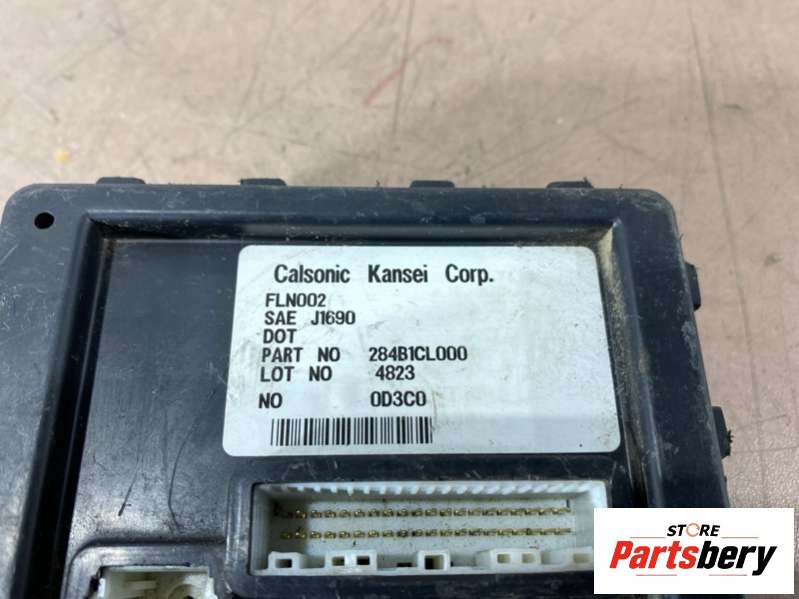 Calsonic Kansei Corp.
FLN002
SAE J1690
DOT
PART NO 284B1CL000
LOT NO 4823
NO 0D3C0
STORE
Partsbery